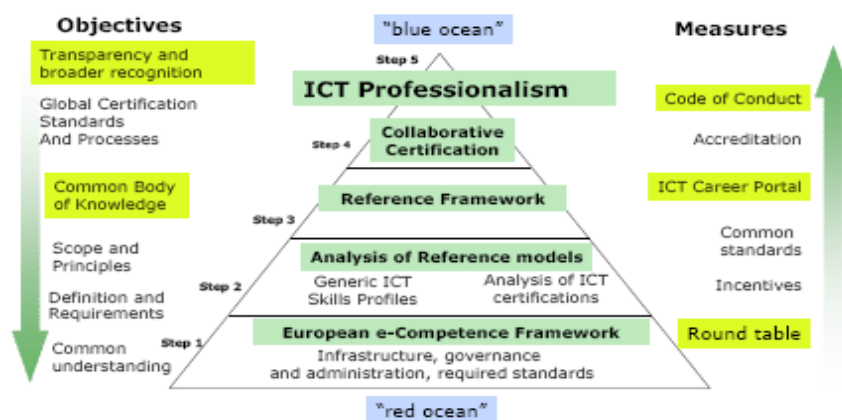 Objectives
Transparency and
broader recognition
Global Certification
Standards
And Processes
Common Body
of Knowledge
Scope and
Principles
Definition and
Requirements
Common
understanding
"blue ocean"
Step 5
ICT Professionalism
Step 4
Collaborative
Certification
Reference Framework
Step 3
Analysis of Reference models
Generic ICT
Skills Profiles
Analysis of ICT
certifications
Step 2
European e-Competence Framework
Step 1
Infrastructure, governance
and administration, required standards
"red ocean"
Measures
Code of Conduct
Accreditation
ICT Career Portal
Common
standards
Incentives
Round table